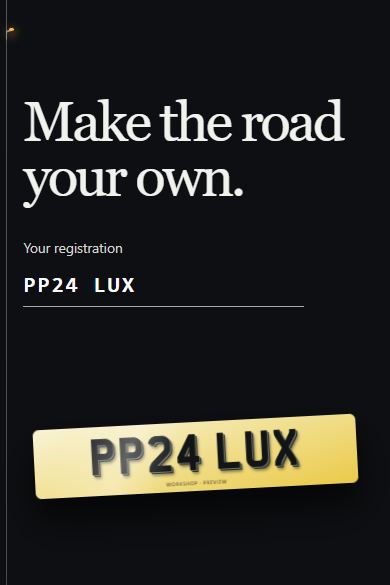 Make the road
your own.
Your registration
PP24 LUX
PP24 LUX
WORKSHOP · PREVIEW